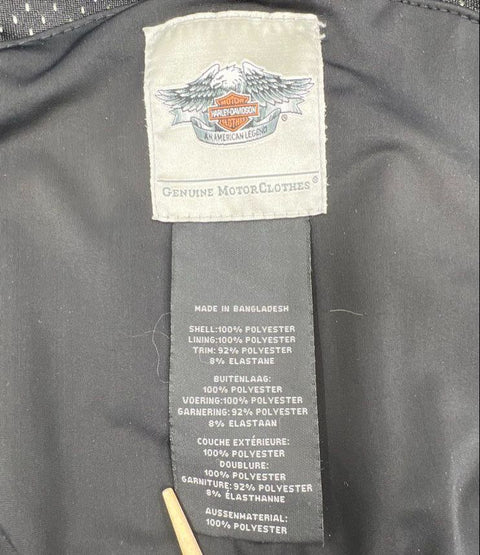 MOTOR
HARLEY-DAVIDSON
CLOTHES
AN AMERICAN LEGEND
®
GENUINE MOTORCLOTHES®
MADE IN BANGLADESH
SHELL:100% POLYESTER
LINING:100% POLYESTER
TRIM: 92% POLYESTER
8% ELASTANE
BUITENLAAG:
100% POLYESTER
VOERING:100% POLYESTER
GARNERING: 92% POLYESTER
8% ELASTAAN
COUCHE EXTÉRIEURE:
100% POLYESTER
DOUBLURE:
100% POLYESTER
GARNITURE: 92% POLYESTER
8% ÉLASTHANNE
AUSSENMATERIAL:
100% POLYESTER